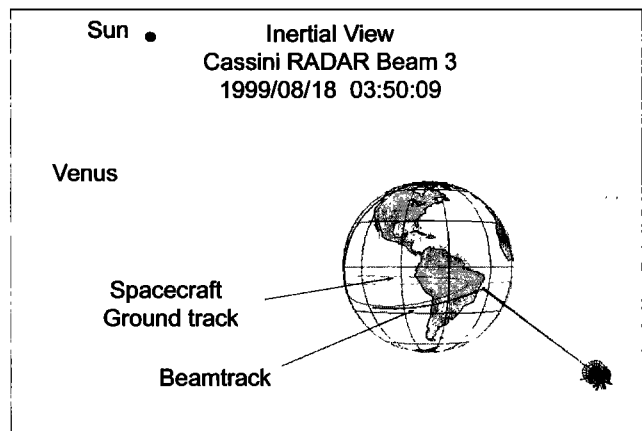 Sun
Inertial View
Cassini RADAR Beam 3
1999/08/18 03:50:09
Venus
Spacecraft
Ground track
Beamtrack